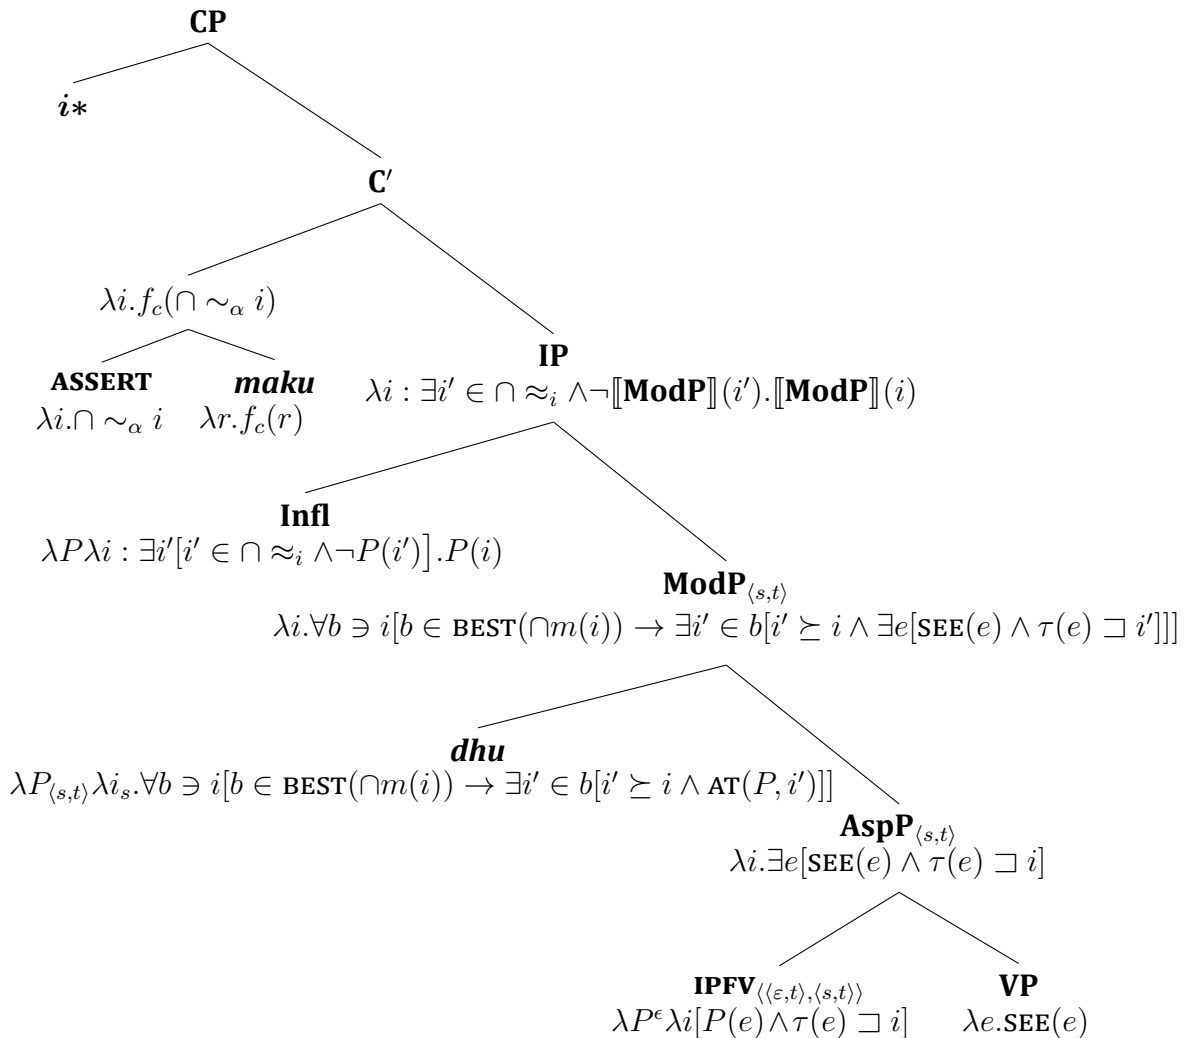 CP
i*
C′
λi.f_c(∩ ∼_α i)
IP
ASSERT maku λi : ∃i′ ∈ ∩ ≈_i ∧¬⟦ModP⟧(i′).⟦ModP⟧(i)
λi.∩ ∼_α i λr.f_c(r)
Infl
λPλi : ∃i′[i′ ∈ ∩ ≈_i ∧¬P(i′)].P(i)
ModP_⟨s,t⟩
λi.∀b ∋ i[b ∈ BEST(∩m(i)) → ∃i′ ∈ b[i′ ⪰ i ∧ ∃e[SEE(e) ∧ τ(e) ⊐ i′]]]
dhu
λP_⟨s,t⟩λi_s.∀b ∋ i[b ∈ BEST(∩m(i)) → ∃i′ ∈ b[i′ ⪰ i ∧ AT(P, i′)]]
AspP_⟨s,t⟩
λi.∃e[SEE(e) ∧ τ(e) ⊐ i]
IPFV_⟨⟨ε,t⟩,⟨s,t⟩⟩ VP
λP^ϵλi[P(e)∧τ(e) ⊐ i] λe.SEE(e)